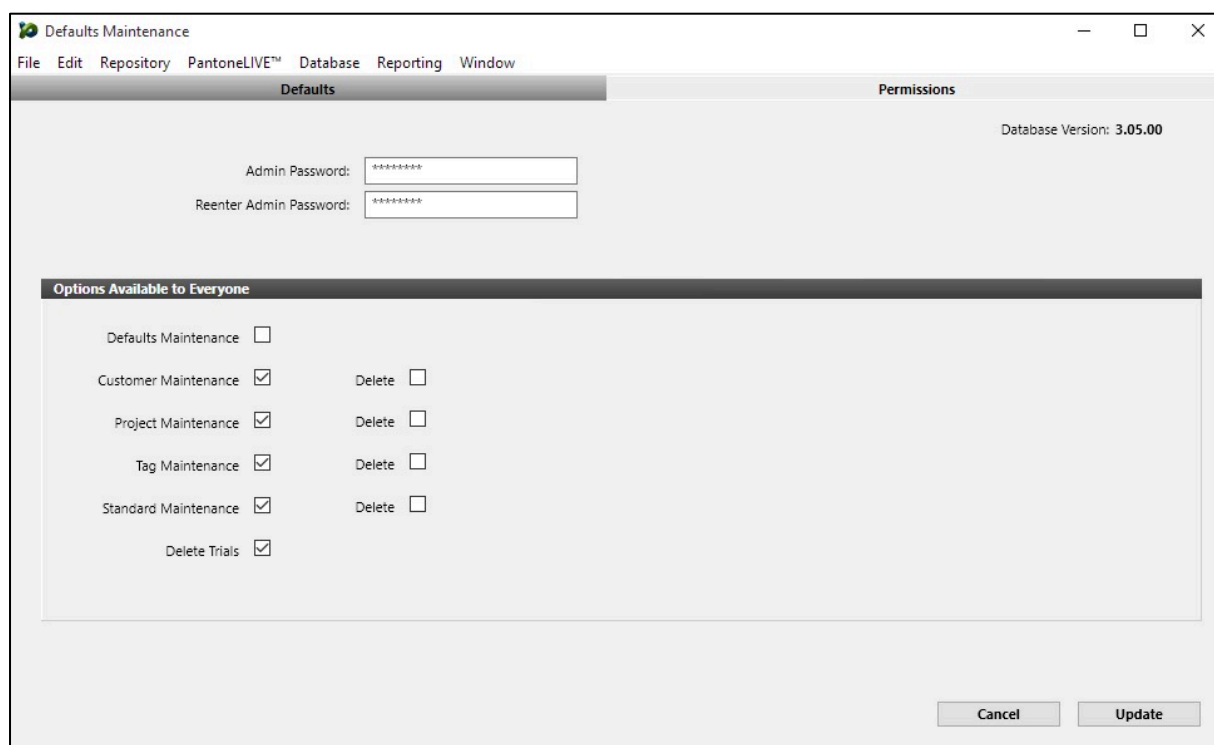 Defaults Maintenance
File Edit Repository PantoneLIVE™ Database Reporting Window
Defaults Permissions
Database Version: 3.05.00
Admin Password: ********
Reenter Admin Password: ********
Options Available to Everyone
Defaults Maintenance
Customer Maintenance Delete
Project Maintenance Delete
Tag Maintenance Delete
Standard Maintenance Delete
Delete Trials
Cancel Update